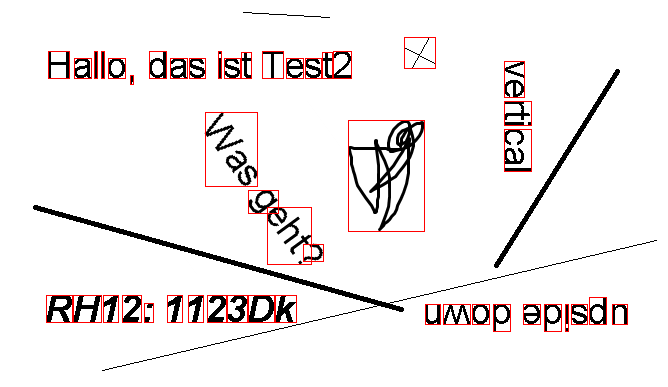 Hallo, das ist Test2
vertical
Was geht?
RH12: 1123Dk
upside down